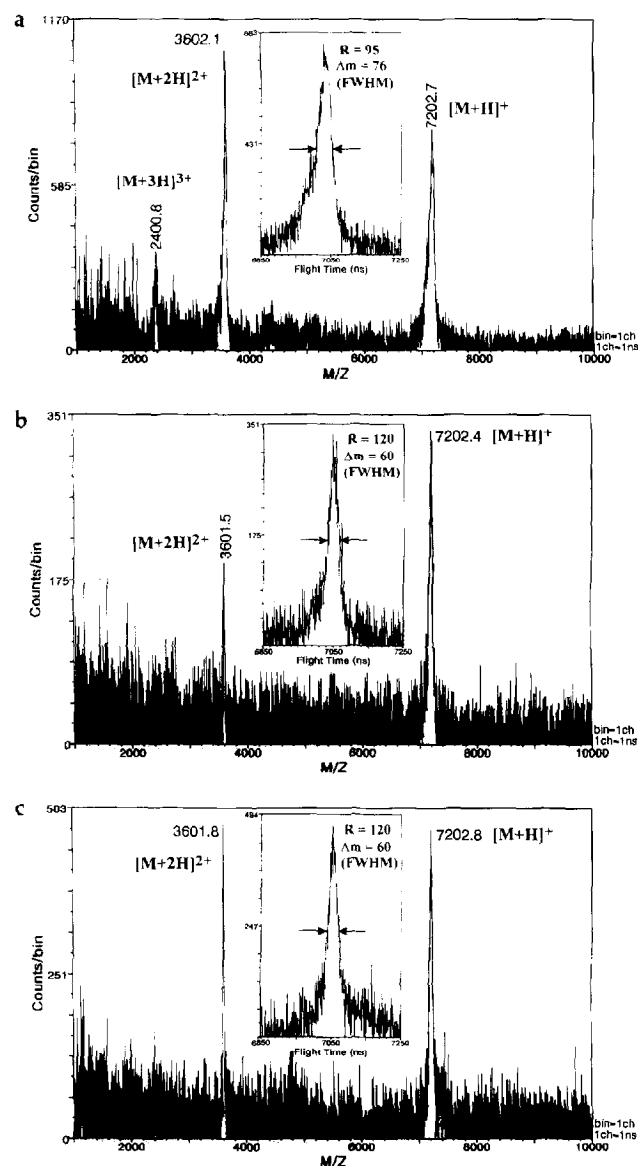 a
1170
585
0
Counts/bin
3602.1
[M+2H]2+
[M+3H]3+
2400.8
7202.7
[M+H]+
663
431
R = 95
Δm = 76
(FWHM)
6850 7050 7250
Flight Time (ns)
2000 4000 6000 8000 10000
M/Z
bin=1ch
1ch=1ns
b
351
175
0
Counts/bin
[M+2H]2+
3601.5
7202.4 [M+H]+
351
175
R = 120
Δm = 60
(FWHM)
6850 7050 7250
Flight Time (ns)
2000 4000 6000 8000 10000
M/Z
bin=1ch
1ch=1ns
c
503
251
0
Counts/bin
3601.8
[M+2H]2+
7202.8 [M+H]+
494
247
R = 120
Δm = 60
(FWHM)
6850 7050 7250
Flight Time (ns)
2000 4000 6000 8000 10000
M/Z
bin=1ch
1ch=1ns